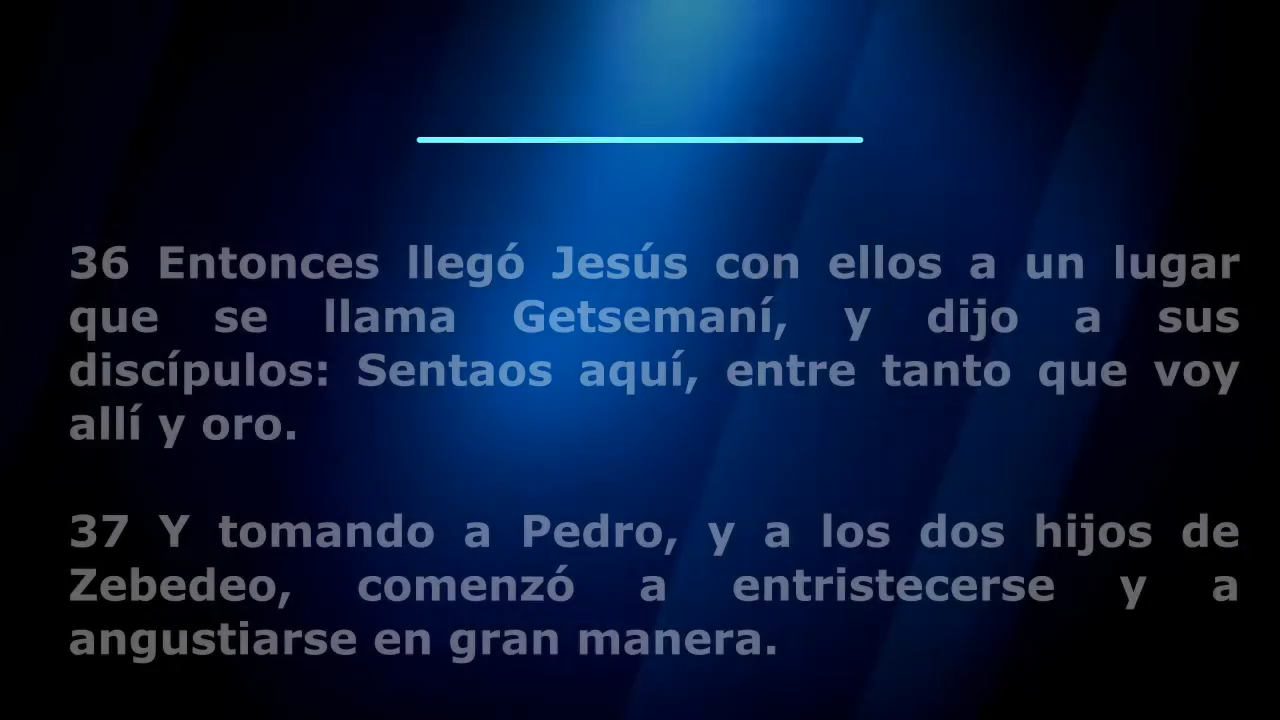 36 Entonces llegó Jesús con ellos a un lugar
que se llama Getsemaní, y dijo a sus
discípulos: Sentaos aquí, entre tanto que voy
allí y oro.
37 Y tomando a Pedro, y a los dos hijos de
Zebedeo, comenzó a entristecerse y a
angustiarse en gran manera.